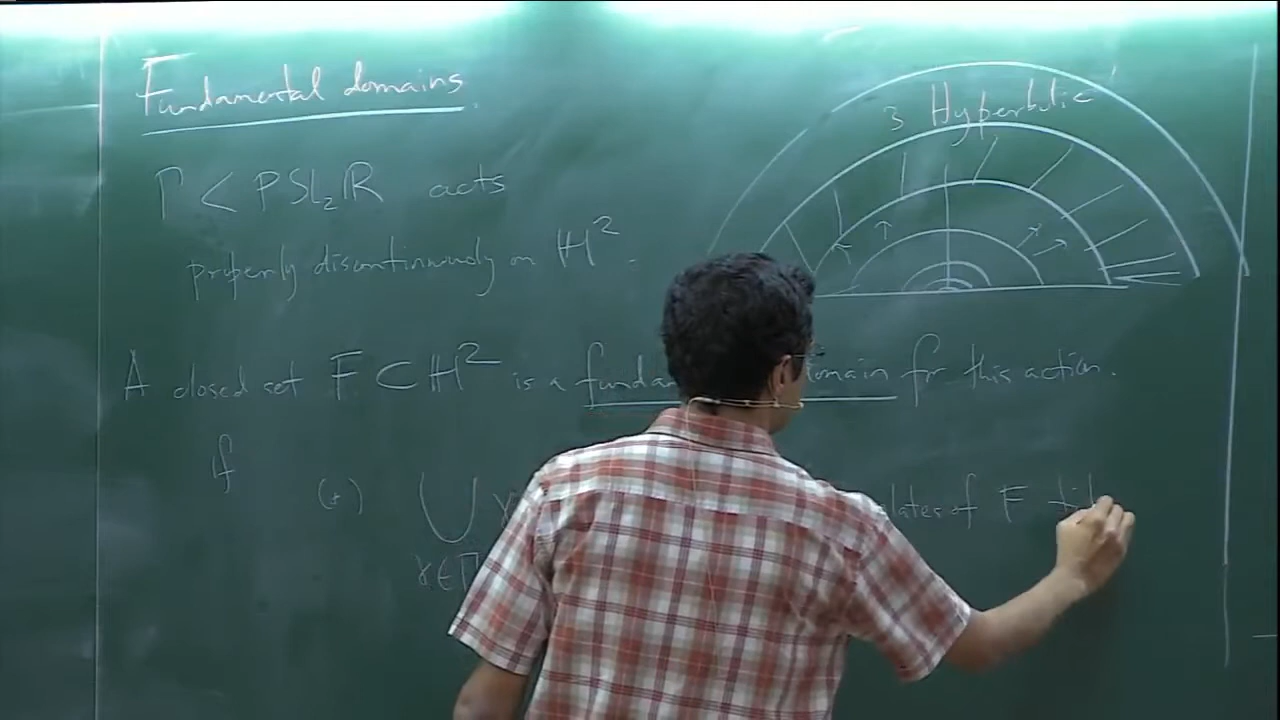 Fundamental domains
3 Hyperbolic
Γ < PSL₂ℝ acts
properly discontinuously on ℍ².
A closed set F ⊂ ℍ² is a fundamental domain for this action.
if
(*) ⋃ γ
γ∈Γ
of F